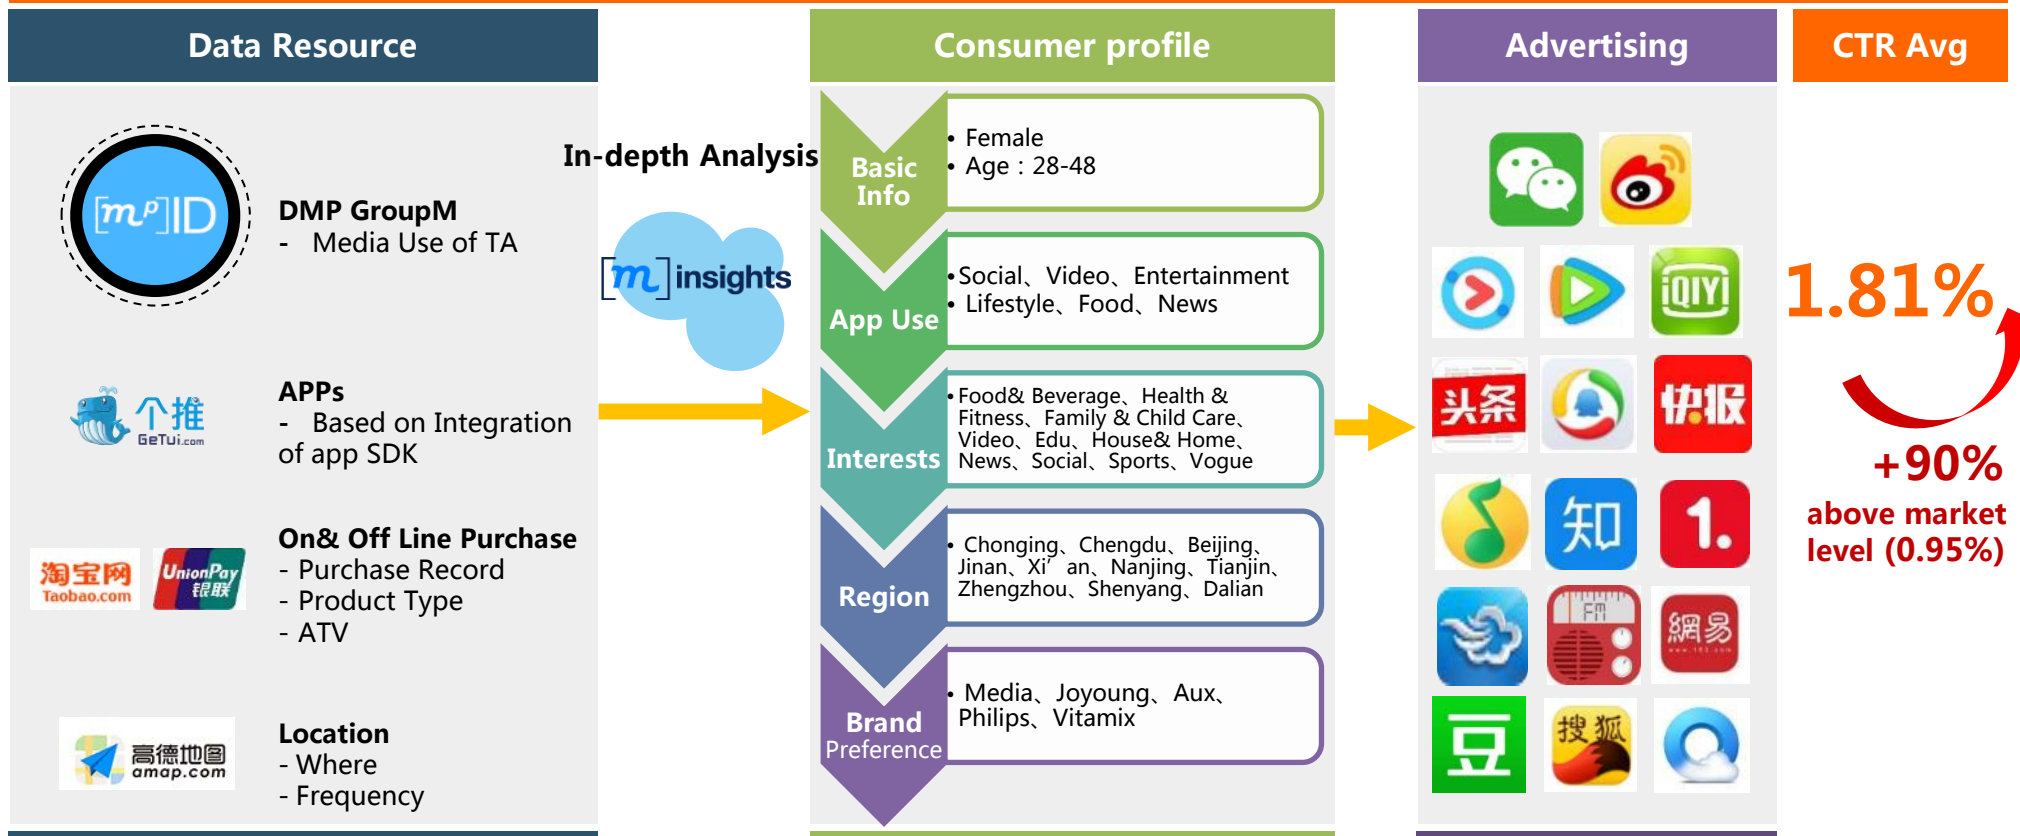 Data Resource
[mP]ID
DMP GroupM
- Media Use of TA
个推
GeTui.com
APPs
- Based on Integration
of app SDK
淘宝网
Taobao.com
UnionPay
银联
On& Off Line Purchase
- Purchase Record
- Product Type
- ATV
高德地图
amap.com
Location
- Where
- Frequency
In-depth Analysis
[m]insights
Consumer profile
Basic
Info
• Female
• Age : 28-48
App Use
•Social、Video、Entertainment
• Lifestyle、Food、News
Interests
•Food& Beverage、Health &
Fitness、Family & Child Care、
Video、Edu、House& Home、
News、Social、Sports、Vogue
Region
• Chonging、Chengdu、Beijing、
Jinan、Xi’ an、Nanjing、Tianjin、
Zhengzhou、Shenyang、Dalian
Brand
Preference
• Media、Joyoung、Aux、
Philips、Vitamix
Advertising
iQIYI
头条
快报
知
1.
FM
網易
www.163.com
豆
搜狐
CTR Avg
1.81%
+90%
above market
level (0.95%)